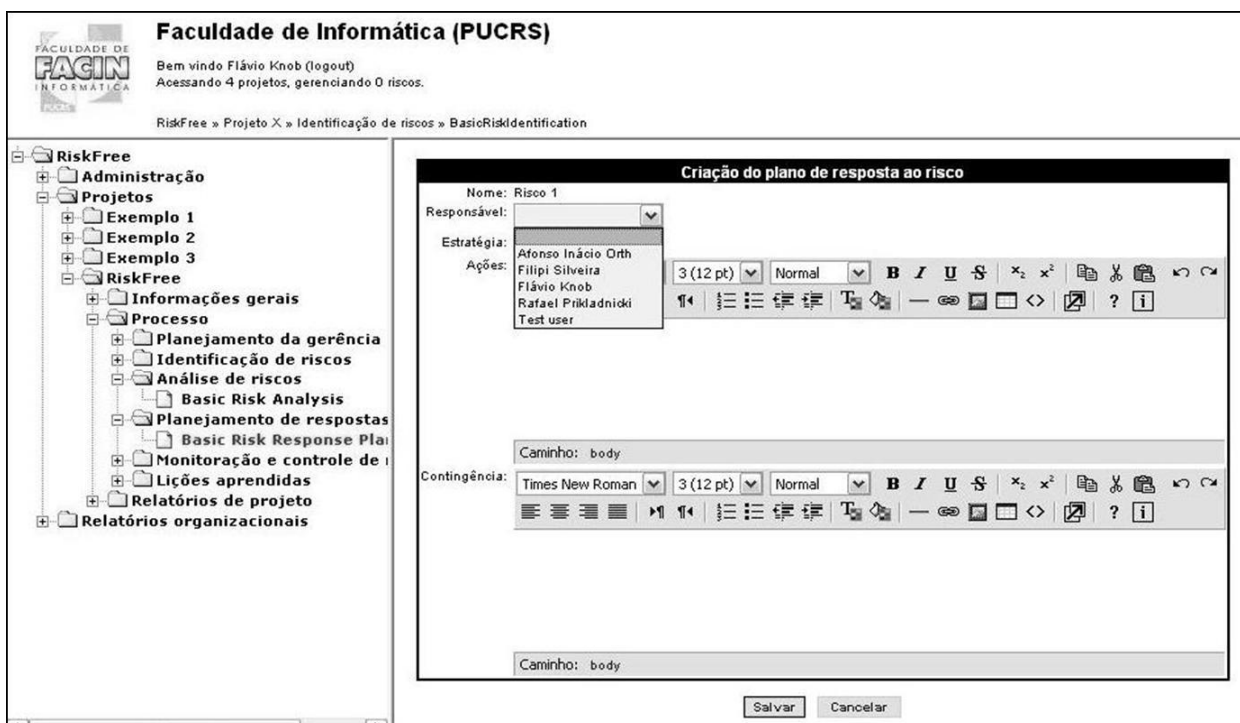 FACULDADE DE
FACIN
INFORMÁTICA
PUCRS
Faculdade de Informática (PUCRS)
Bem vindo Flávio Knob (logout)
Acessando 4 projetos, gerenciando 0 riscos.
RiskFree » Projeto X » Identificação de riscos » BasicRiskIdentification
RiskFree
Administração
Projetos
Exemplo 1
Exemplo 2
Exemplo 3
RiskFree
Informações gerais
Processo
Planejamento da gerência
Identificação de riscos
Análise de riscos
Basic Risk Analysis
Planejamento de respostas
Basic Risk Response
Monitoração e controle de
Lições aprendidas
Relatórios de projeto
Relatórios organizacionais
Criação do plano de resposta ao risco
Nome: Risco 1
Responsável:
Afonso Inácio Orth
Filipi Silveira
Flávio Knob
Rafael Prikladnicki
Test user
Estratégia:
Ações:
3 (12 pt) Normal B I U S x₂ x²
? i
Caminho: body
Contingência:
Times New Roman 3 (12 pt) Normal B I U S x₂ x²
? i
Caminho: body
Salvar Cancelar